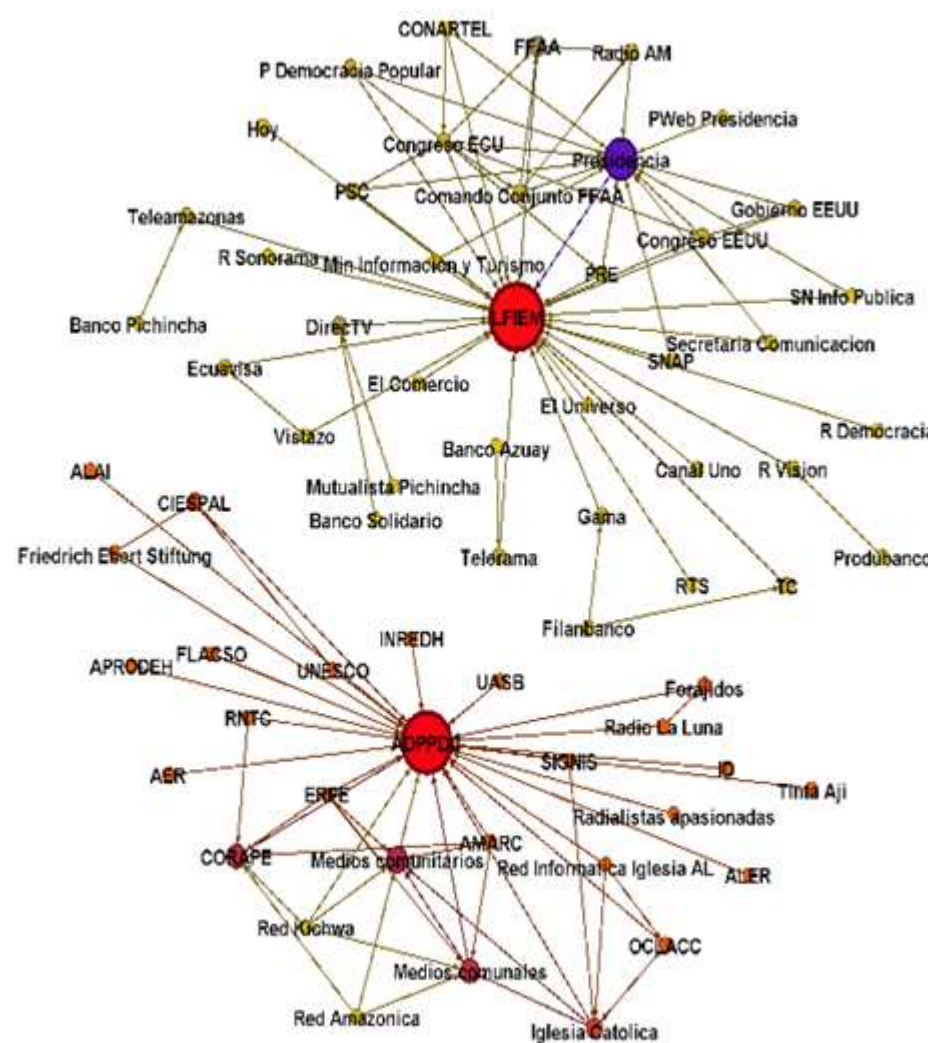 CONARTEL
FFAA
Radio AM
P Democracia Popular
PWeb Presidencia
Hoy
Congreso ECU
Presidencia
PSC
Comando Conjunto FFAA
Teleamazonas
Gobierno EEUU
Congreso EEUU
R Sonorama
Min Informacion y Turismo
PRE
SN Info Publica
Banco Pichincha
DirecTV
LFIEM
Secretaria Comunicacion
SNAP
Ecuavisa
El Comercio
El Universo
Vistazo
R Democracia
Banco Azuay
Canal Uno
R Vision
ALAI
Mutualista Pichincha
CIESPAL
Banco Solidario
Gama
Friedrich Ebert Stiftung
Telerama
Produbanco
RTS
TC
Filanbanco
INREDH
FLACSO
APRODEH
UNESCO
UASB
Forajidos
RNTC
Radio La Luna
SIGNIS
AER
Tinta Aji
ERPE
Radialistas apasionadas
AMARC
CORAPE
Medios comunitarios
Red Informatica Iglesia AL
ALER
Red Kichwa
OCLACC
Medios comunales
Red Amazonica
Iglesia Catolica